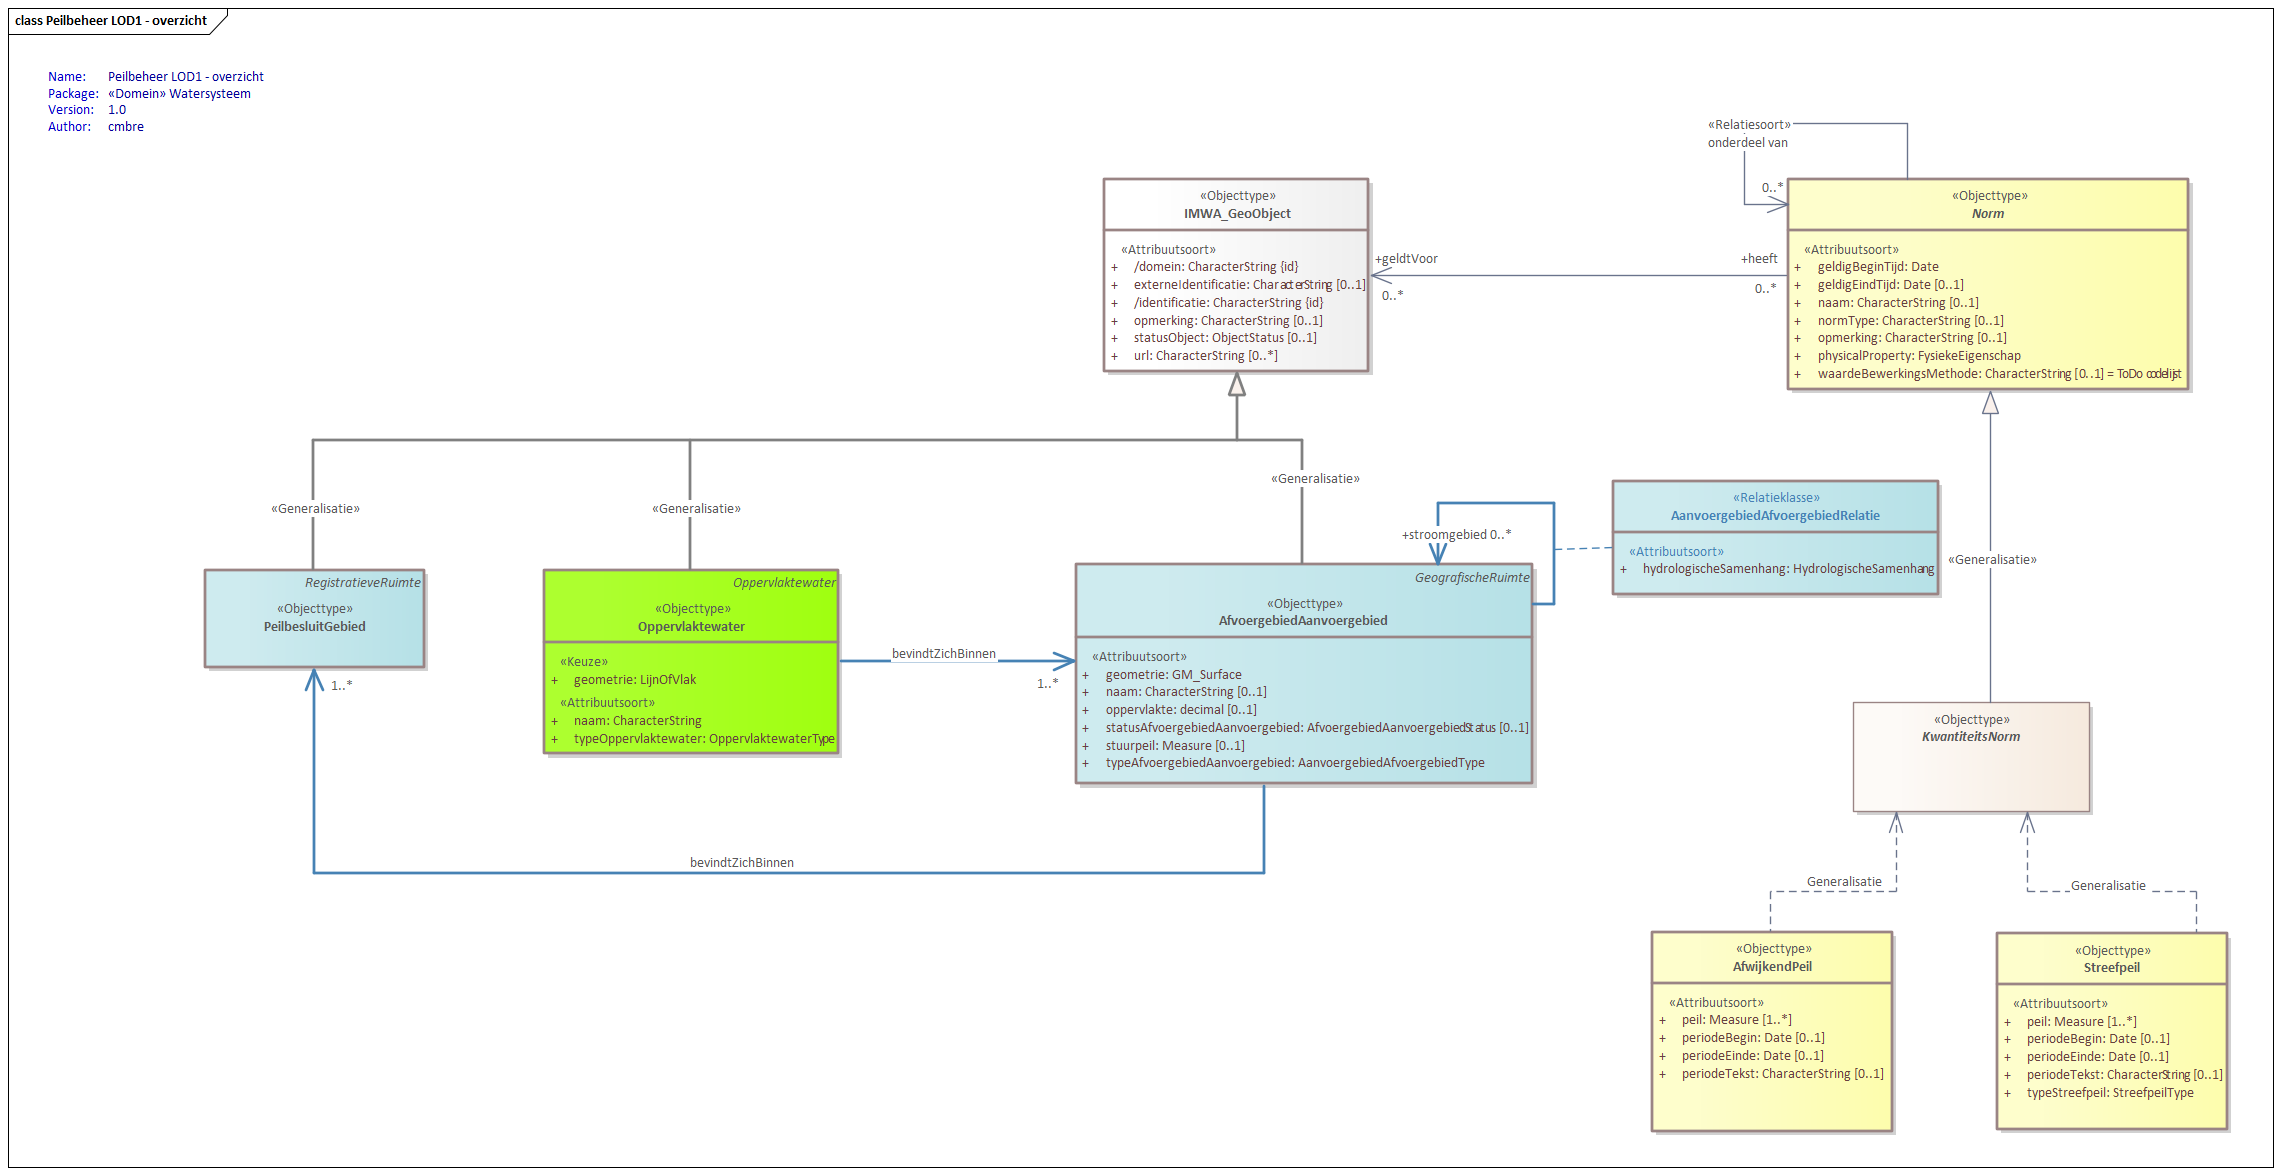 class Peilbeheer LOD1 - overzicht
Name: Peilbeheer LOD1 - overzicht
Package: «Domein» Watersysteem
Version: 1.0
Author: cmbre
«Relatiesoort»
onderdeel van
0..*
«Objecttype»
IMWA_GeoObject
«Attribuutsoort»
+ /domein: CharacterString {id}
+ externeIdentificatie: CharacterString [0..1]
+ /identificatie: CharacterString {id}
+ opmerking: CharacterString [0..1]
+ statusObject: ObjectStatus [0..1]
+ url: CharacterString [0..*]
+geldtVoor
0..*
+heeft
0..*
«Objecttype»
Norm
«Attribuutsoort»
+ geldigBeginTijd: Date
+ geldigEindTijd: Date [0..1]
+ naam: CharacterString [0..1]
+ normType: CharacterString [0..1]
+ opmerking: CharacterString [0..1]
+ physicalProperty: FysiekeEigenschap
+ waardeBewerkingsMethode: CharacterString [0..1] = ToDo codelijst
«Generalisatie»
«Generalisatie»
«Generalisatie»
«Generalisatie»
+stroomgebied 0..*
«Relatieklasse»
AanvoergebiedAfvoergebiedRelatie
«Attribuutsoort»
+ hydrologischeSamenhang: HydrologischeSamenhang
RegistratieveRuimte
«Objecttype»
PeilbesluitGebied
1..*
Oppervlaktewater
«Objecttype»
Oppervlaktewater
«Keuze»
+ geometrie: LijnOfVlak
«Attribuutsoort»
+ naam: CharacterString
+ typeOppervlaktewater: OppervlaktewaterType
bevindtZichBinnen
1..*
GeografischeRuimte
«Objecttype»
AfvoergebiedAanvoergebied
«Attribuutsoort»
+ geometrie: GM_Surface
+ naam: CharacterString [0..1]
+ oppervlakte: decimal [0..1]
+ statusAfvoergebiedAanvoergebied: AfvoergebiedAanvoergebiedStatus [0..1]
+ stuurpeil: Measure [0..1]
+ typeAfvoergebiedAanvoergebied: AanvoergebiedAfvoergebiedType
bevindtZichBinnen
«Objecttype»
KwantiteitsNorm
Generalisatie
Generalisatie
«Objecttype»
AfwijkendPeil
«Attribuutsoort»
+ peil: Measure [1..*]
+ periodeBegin: Date [0..1]
+ periodeEinde: Date [0..1]
+ periodeTekst: CharacterString [0..1]
«Objecttype»
Streefpeil
«Attribuutsoort»
+ peil: Measure [1..*]
+ periodeBegin: Date [0..1]
+ periodeEinde: Date [0..1]
+ periodeTekst: CharacterString [0..1]
+ typeStreefpeil: StreefpeilType